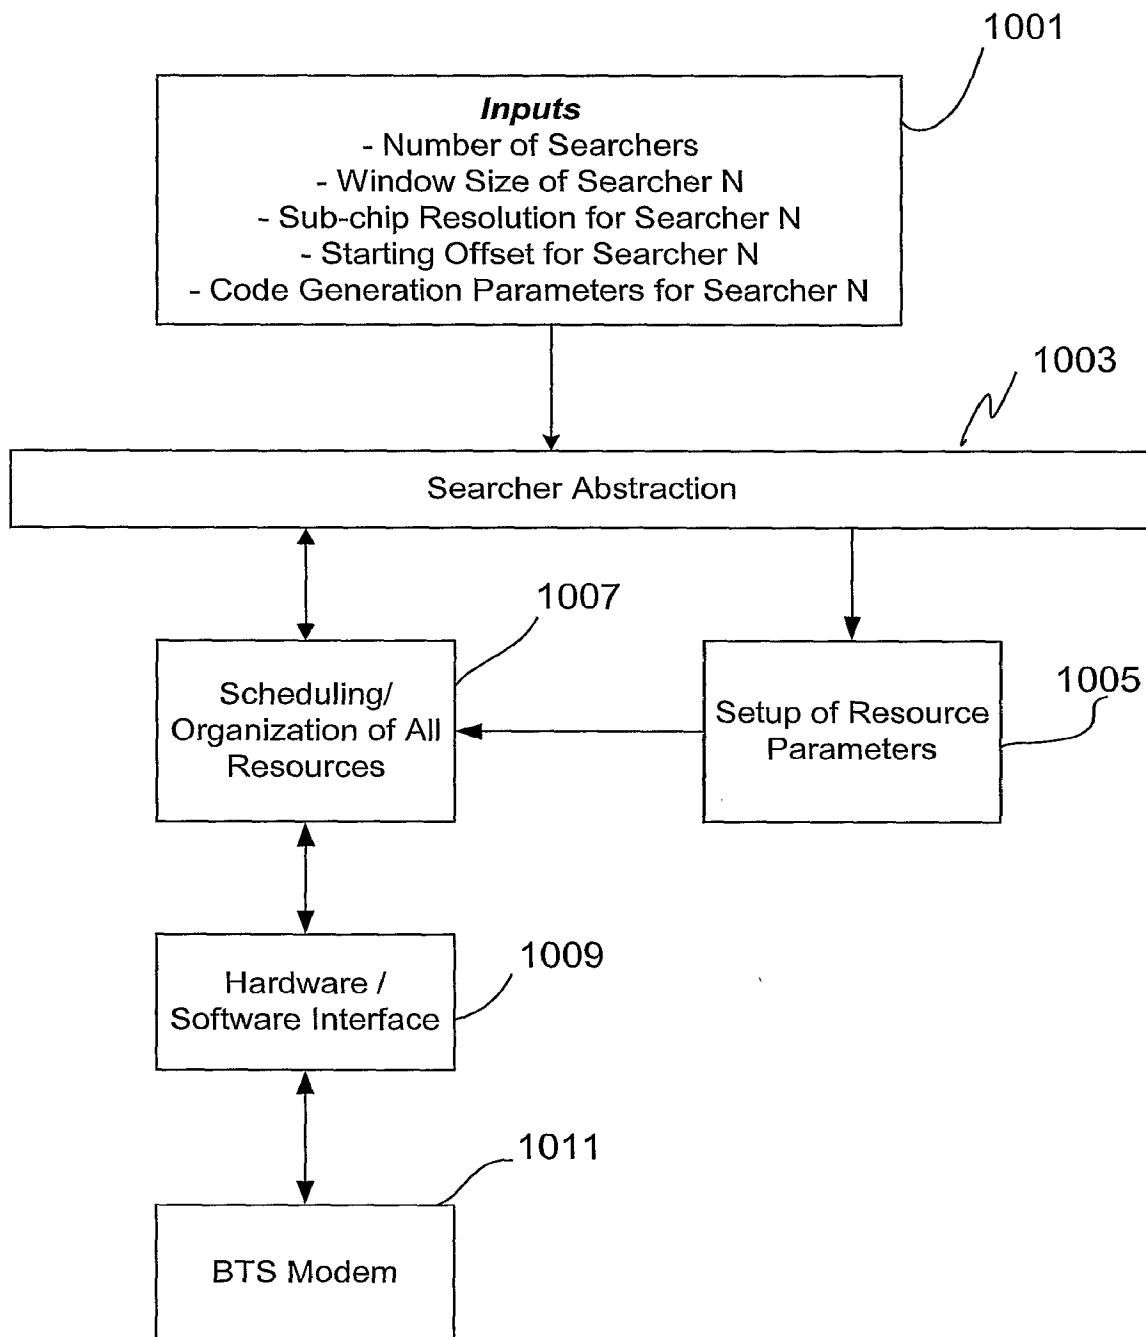 1001
Inputs
- Number of Searchers
- Window Size of Searcher N
- Sub-chip Resolution for Searcher N
- Starting Offset for Searcher N
- Code Generation Parameters for Searcher N
1003
Searcher Abstraction
1007
Scheduling/
Organization of All
Resources
1005
Setup of Resource
Parameters
1009
Hardware /
Software Interface
1011
BTS Modem